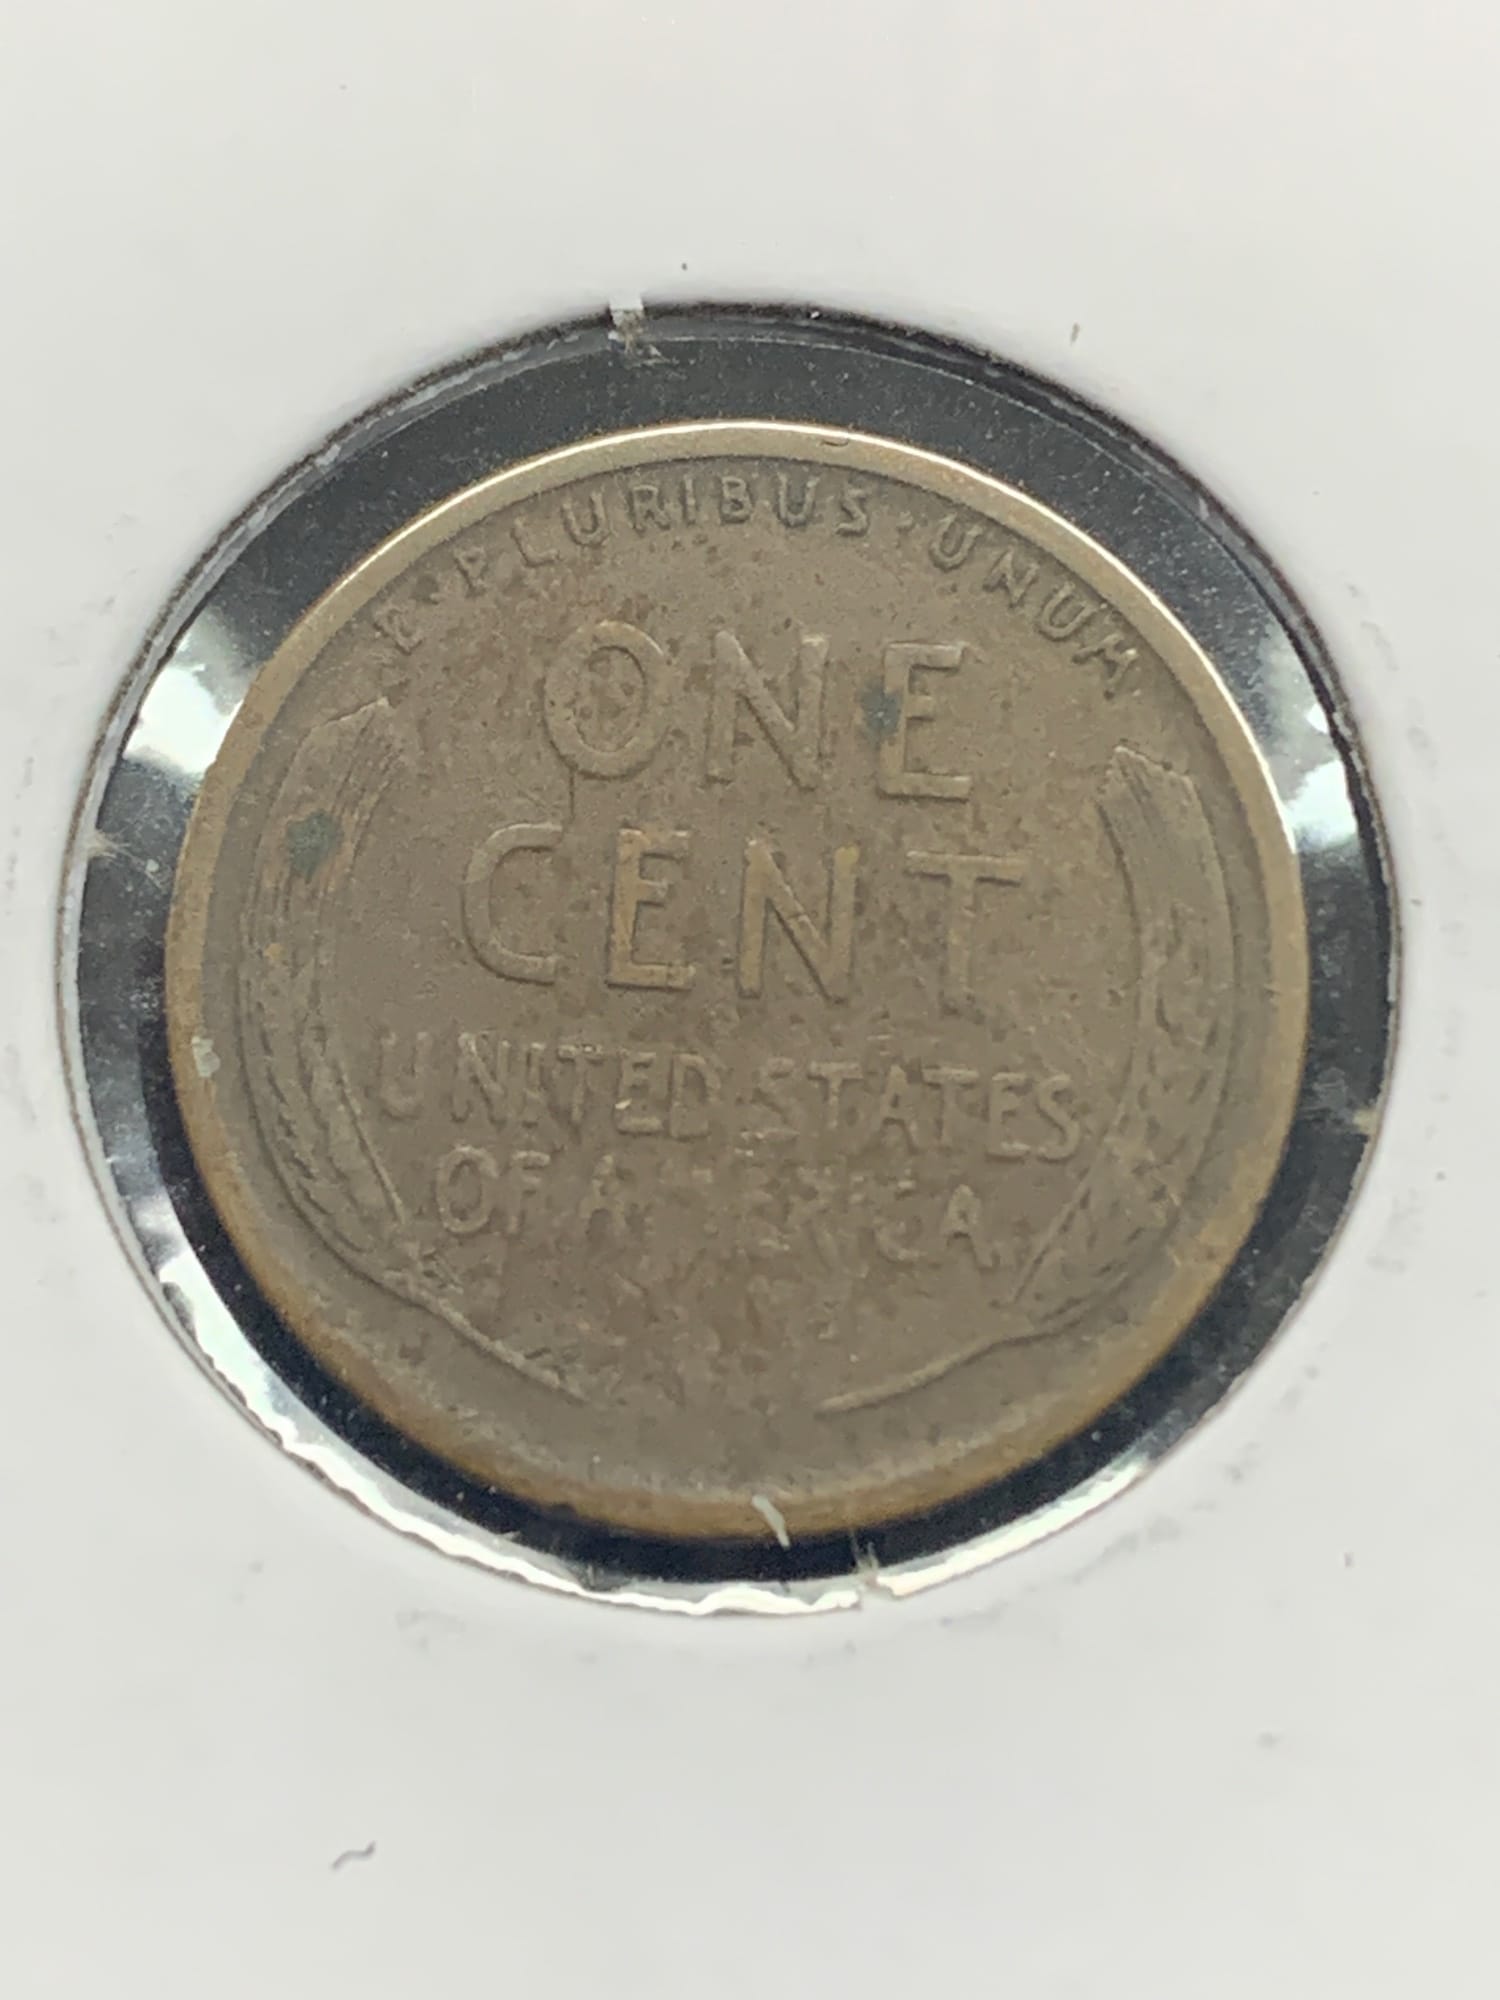 E·PLURIBUS·UNUM
ONE
CENT
UNITED STATES
OF AMERICA